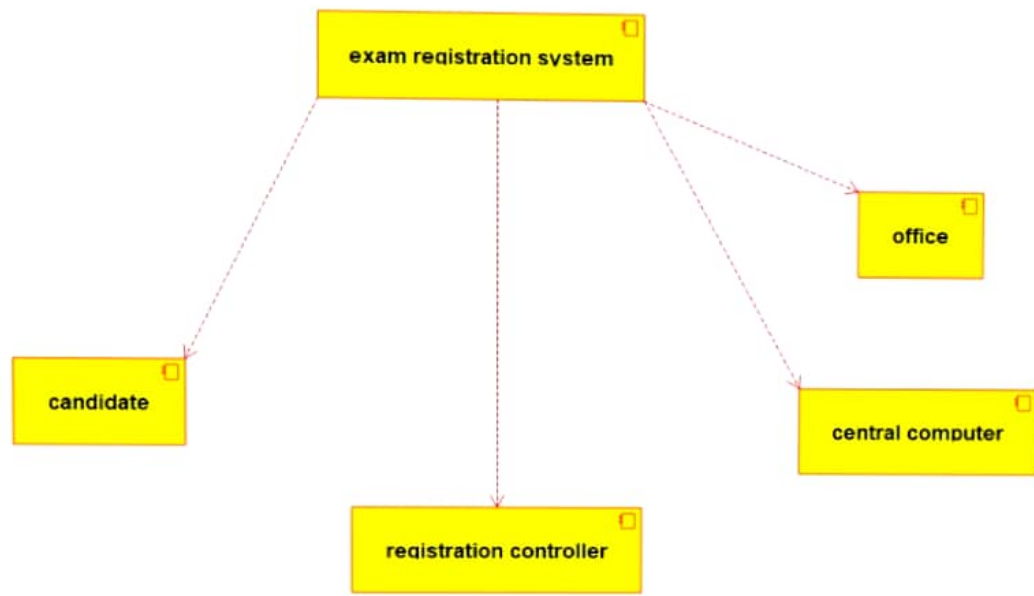 exam registration system
office
candidate
central computer
registration controller